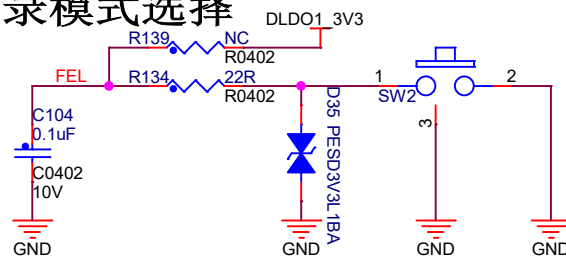 录模式选择
DLDO1_3V3
R139 NC
R0402
FEL R134 22R
R0402
1 2
SW2
3
C104
0.1uF
C0402
10V
D35 PESD3V3L1BA
GND GND GND GND